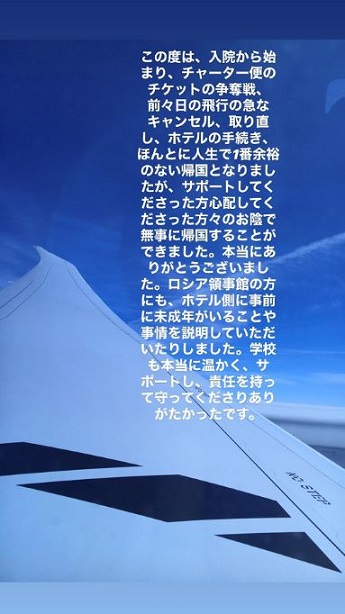 この度は、入院から始
まり、チャーター便の
チケットの争奪戦、
前々日の飛行の急な
キャンセル、取り直
し、ホテルの手続き、
ほんとに人生で1番余裕
のない帰国となりまし
たが、サポートしてく
ださった方心配してく
ださった方々のお陰で
無事に帰国することが
できました。本当にあ
りがとうございまし
た。ロシア領事館の方
にも、ホテル側に事前
に未成年がいることや
事情を説明していただ
いたりしました。学校
も本当に温かく、サ
ポートし、責任を持っ
て守ってくださりあり
がたかったです。
NO STEP